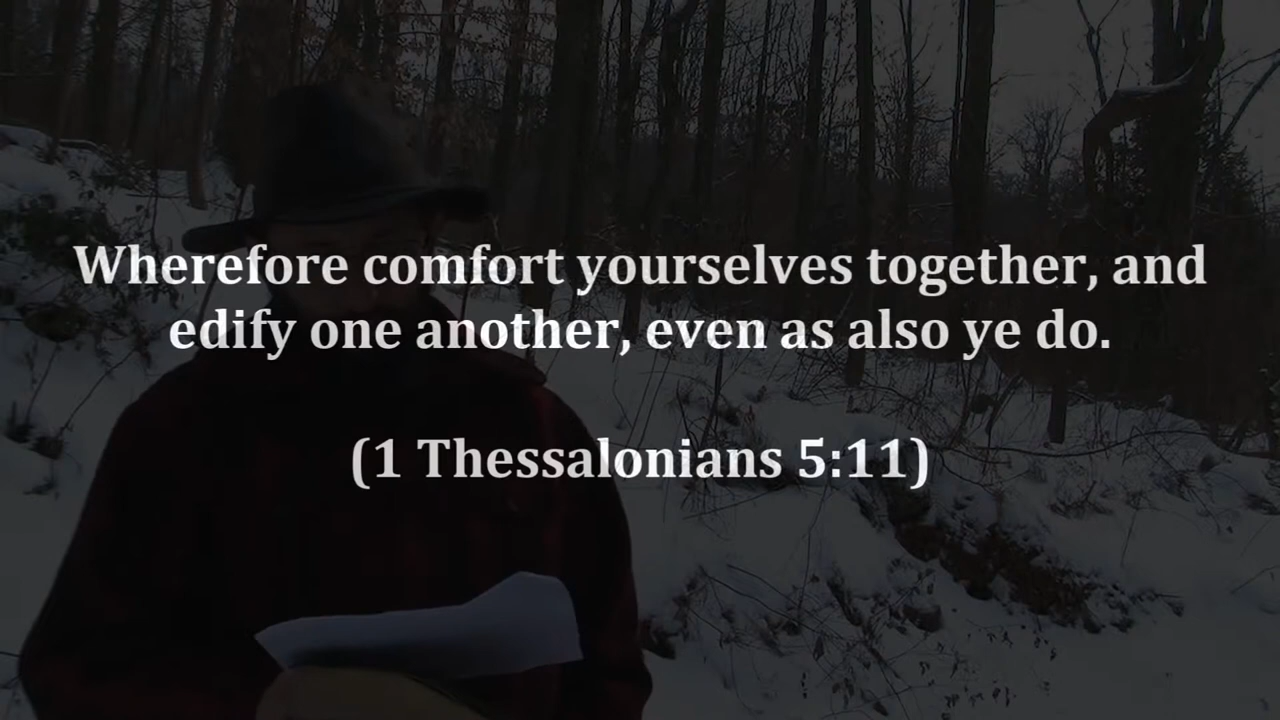 Wherefore comfort yourselves together, and
edify one another, even as also ye do.
(1 Thessalonians 5:11)